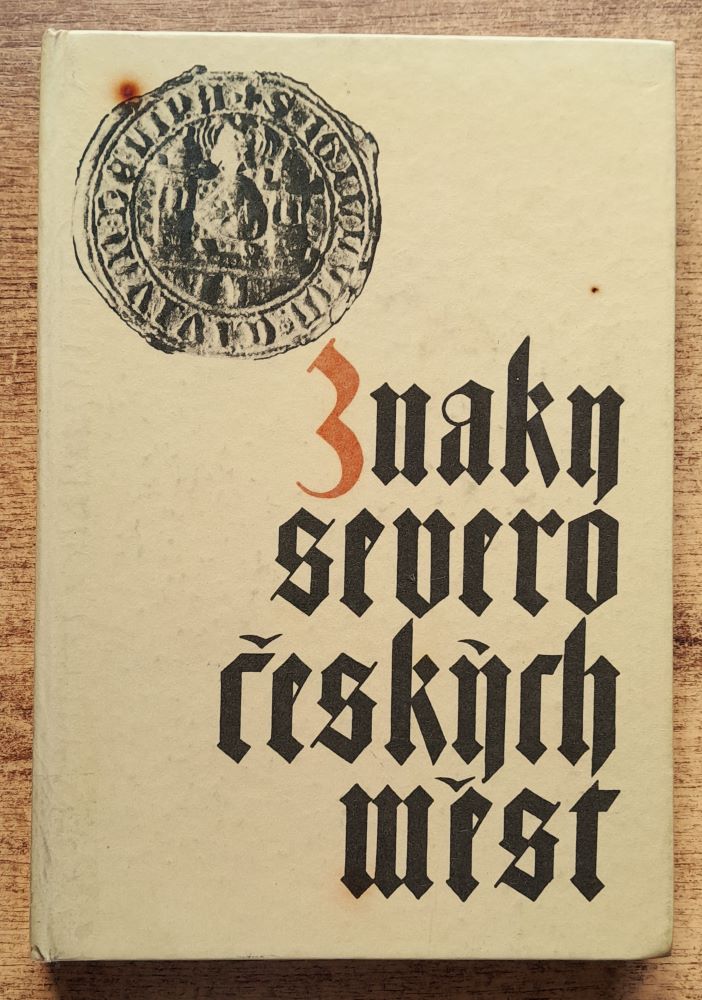 Znaky
severo
českých
měst